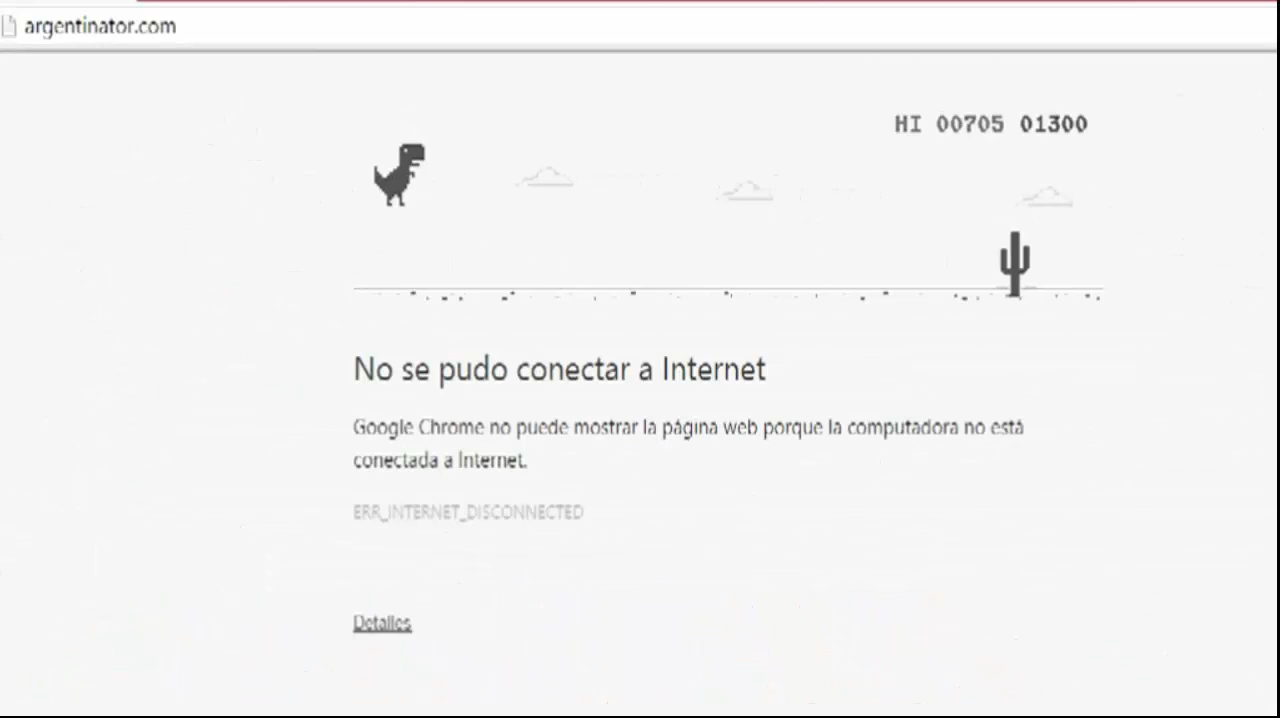 argentinator.com
HI 00705 01300
No se pudo conectar a Internet
Google Chrome no puede mostrar la página web porque la computadora no está
conectada a Internet.
ERR_INTERNET_DISCONNECTED
Detalles